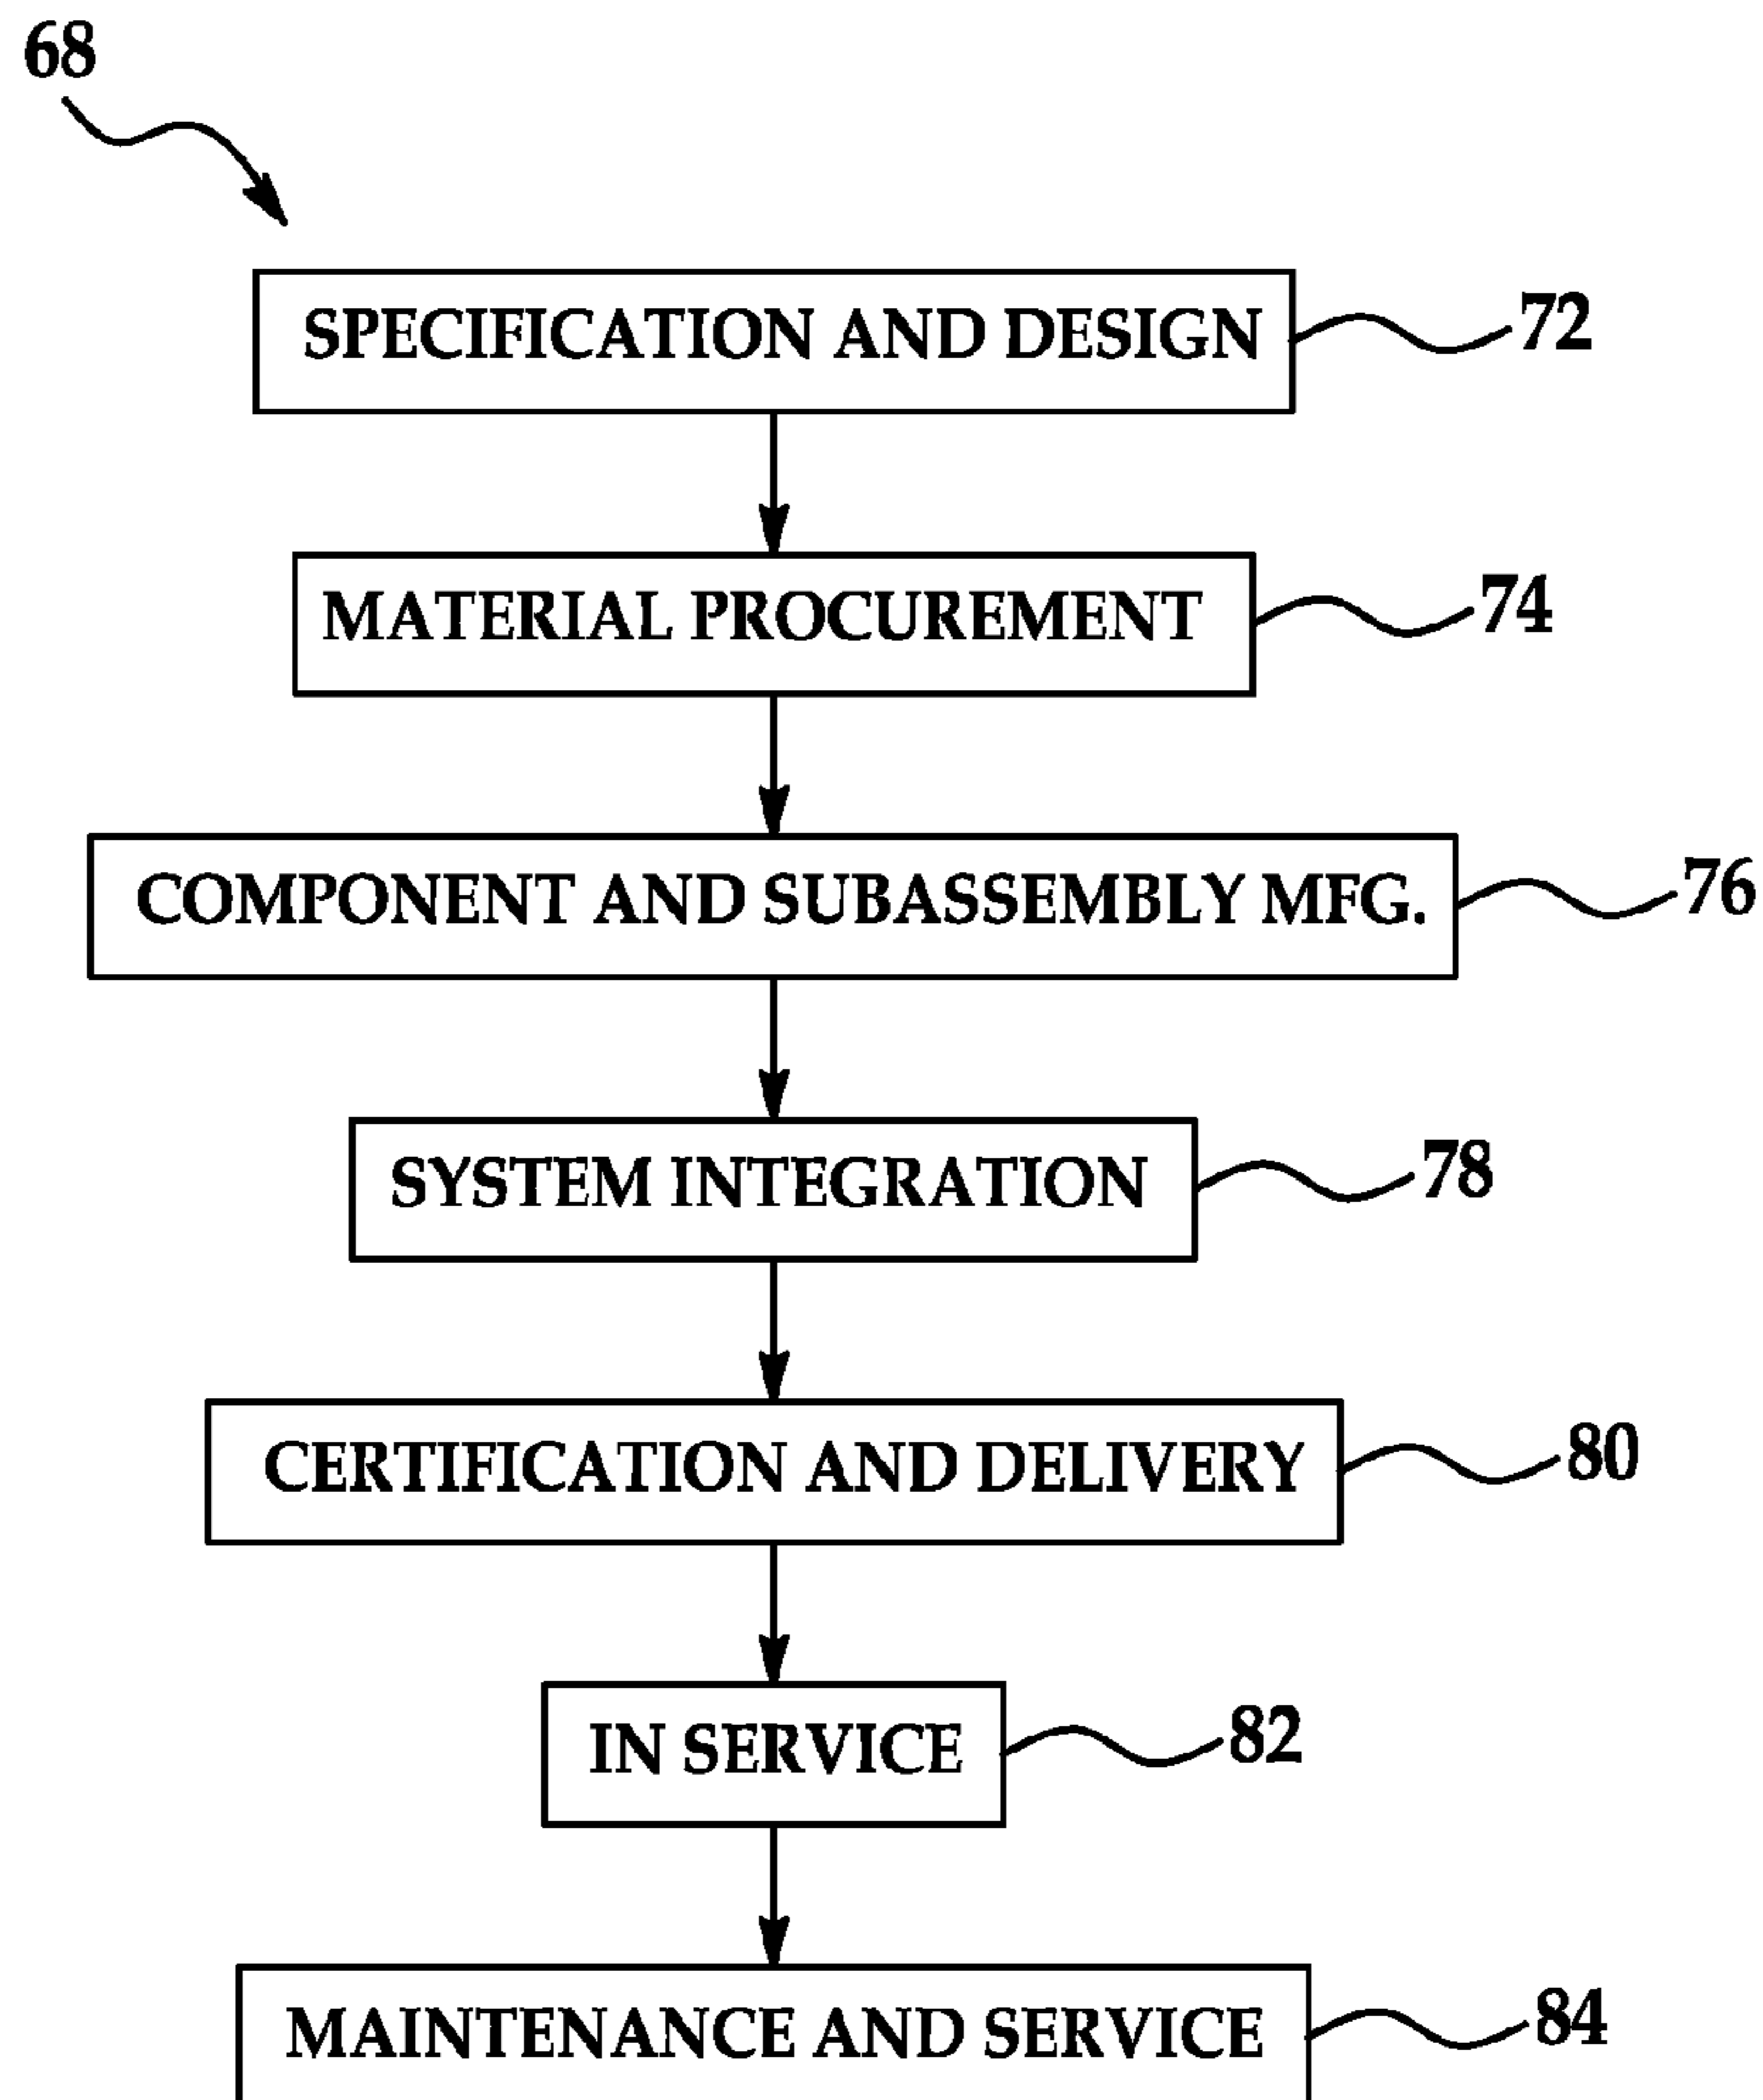 68
SPECIFICATION AND DESIGN 72
MATERIAL PROCUREMENT 74
COMPONENT AND SUBASSEMBLY MFG. 76
SYSTEM INTEGRATION 78
CERTIFICATION AND DELIVERY 80
IN SERVICE 82
MAINTENANCE AND SERVICE 84